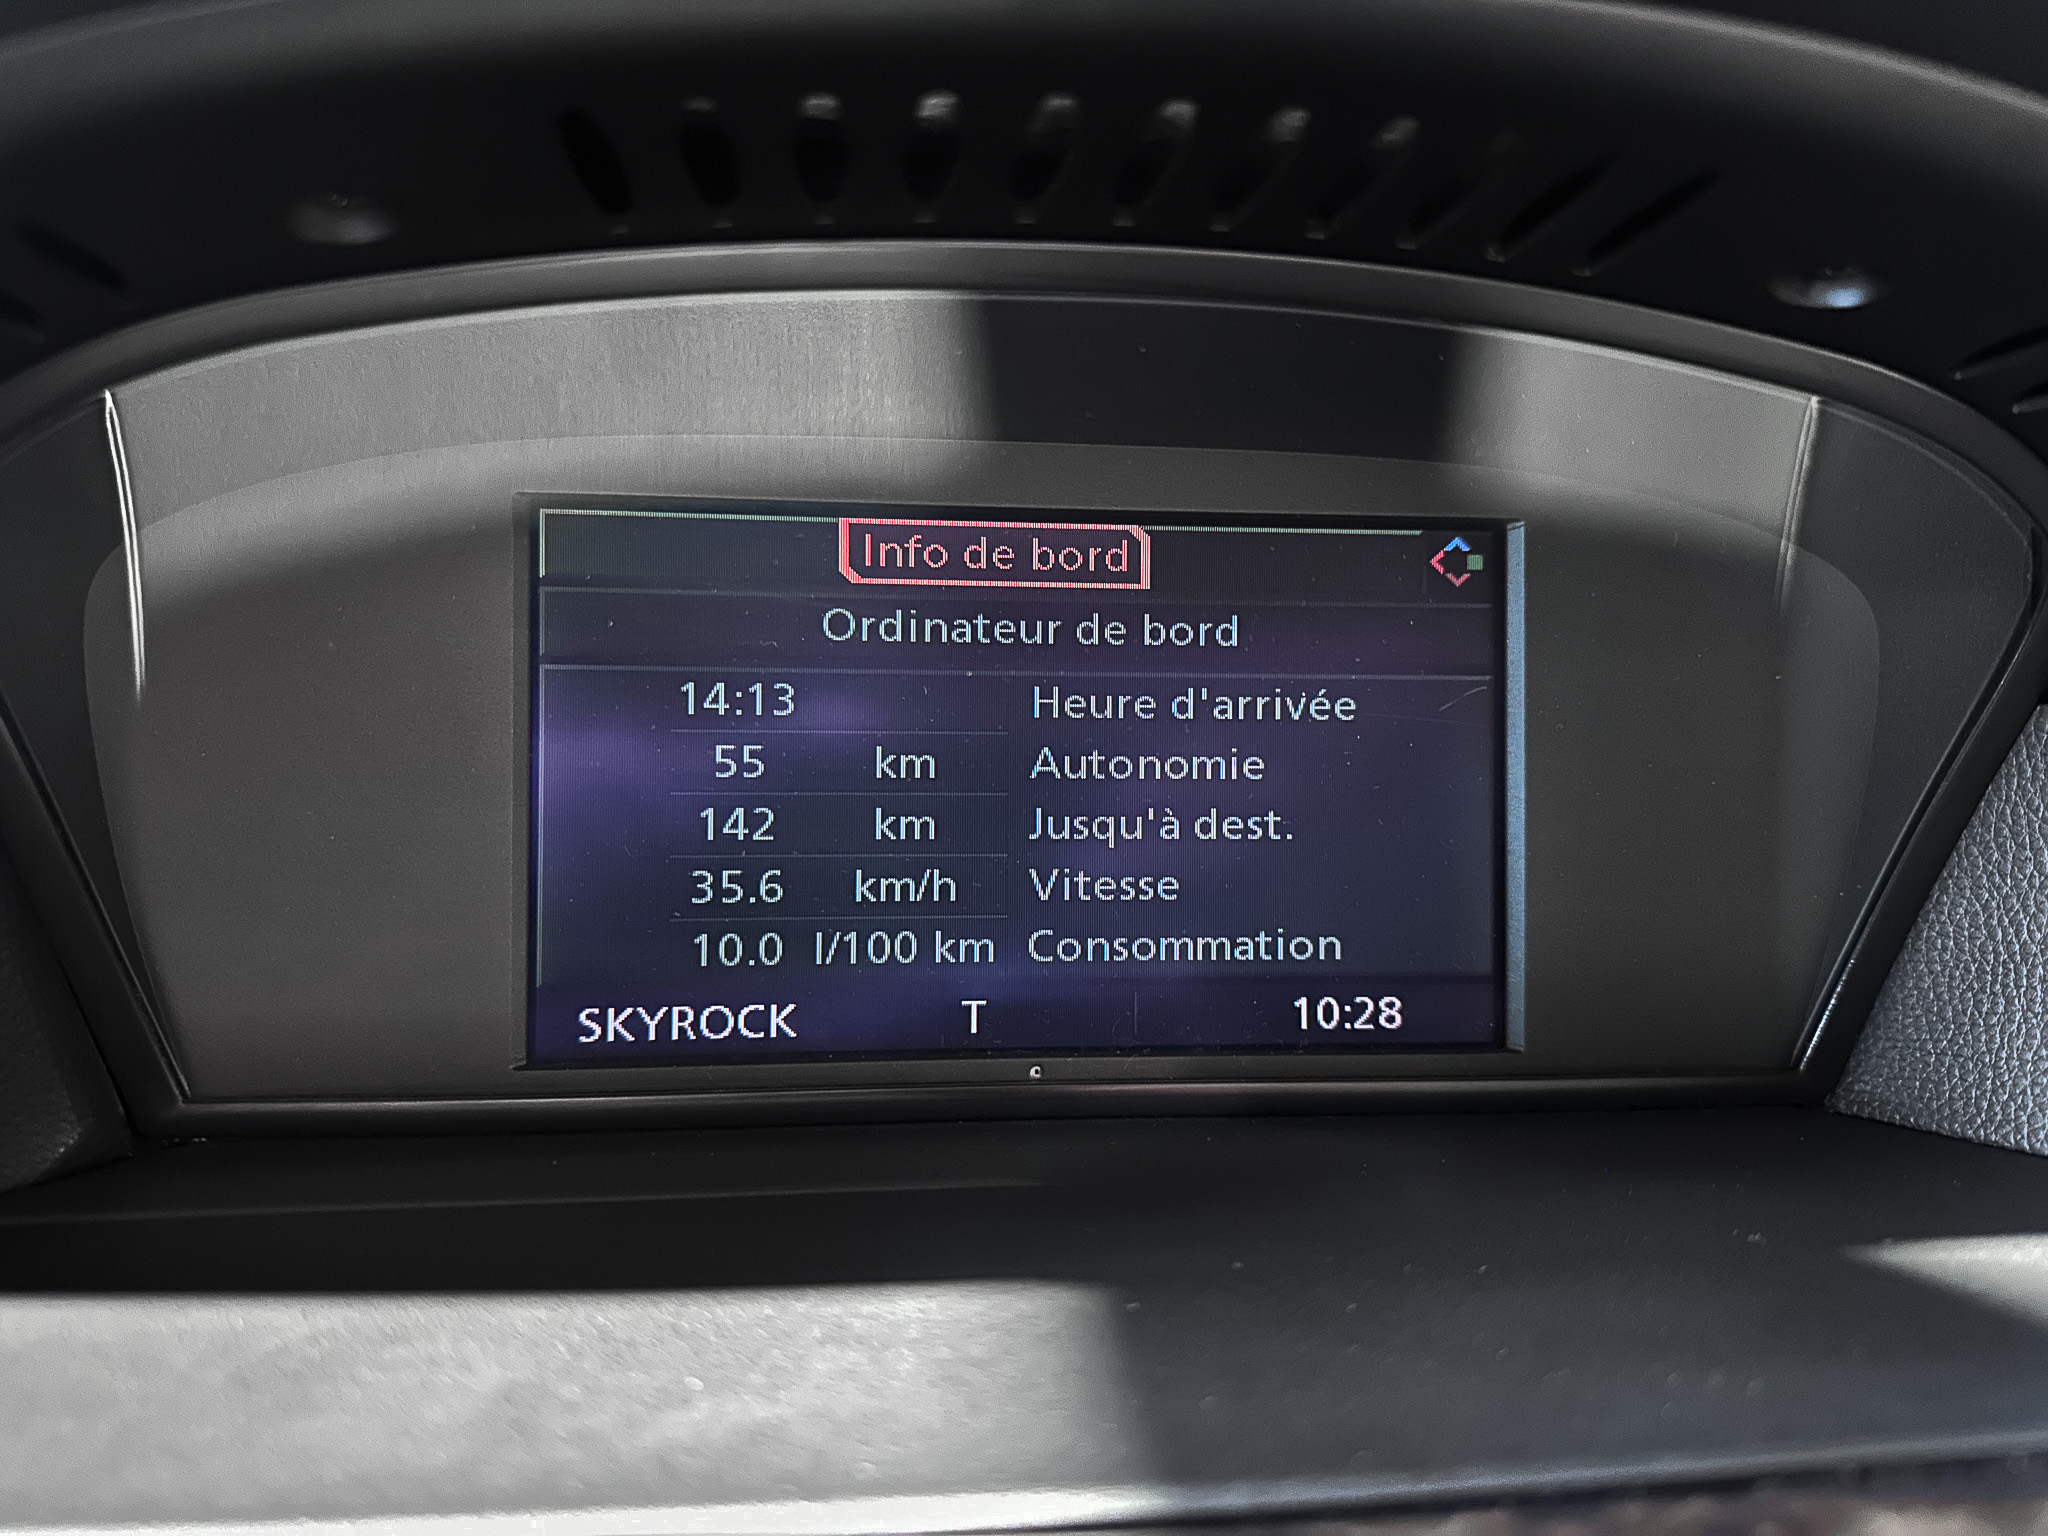 Info de bord
Ordinateur de bord
14:13 Heure d'arrivée
55 km Autonomie
142 km Jusqu'à dest.
35.6 km/h Vitesse
10.0 l/100 km Consommation
SKYROCK T 10:28